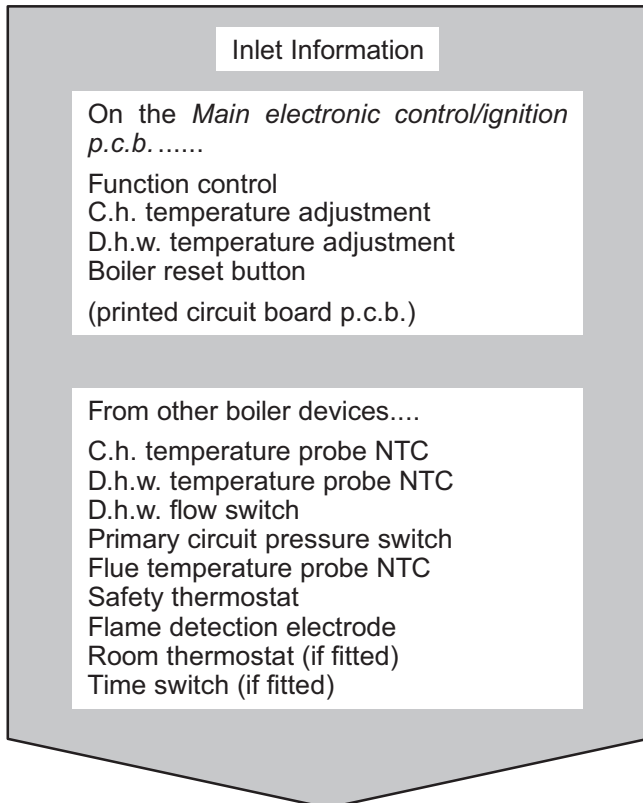 Inlet Information
On the Main electronic control/ignition
p.c.b. ......
Function control
C.h. temperature adjustment
D.h.w. temperature adjustment
Boiler reset button
(printed circuit board p.c.b.)
From other boiler devices....
C.h. temperature probe NTC
D.h.w. temperature probe NTC
D.h.w. flow switch
Primary circuit pressure switch
Flue temperature probe NTC
Safety thermostat
Flame detection electrode
Room thermostat (if fitted)
Time switch (if fitted)